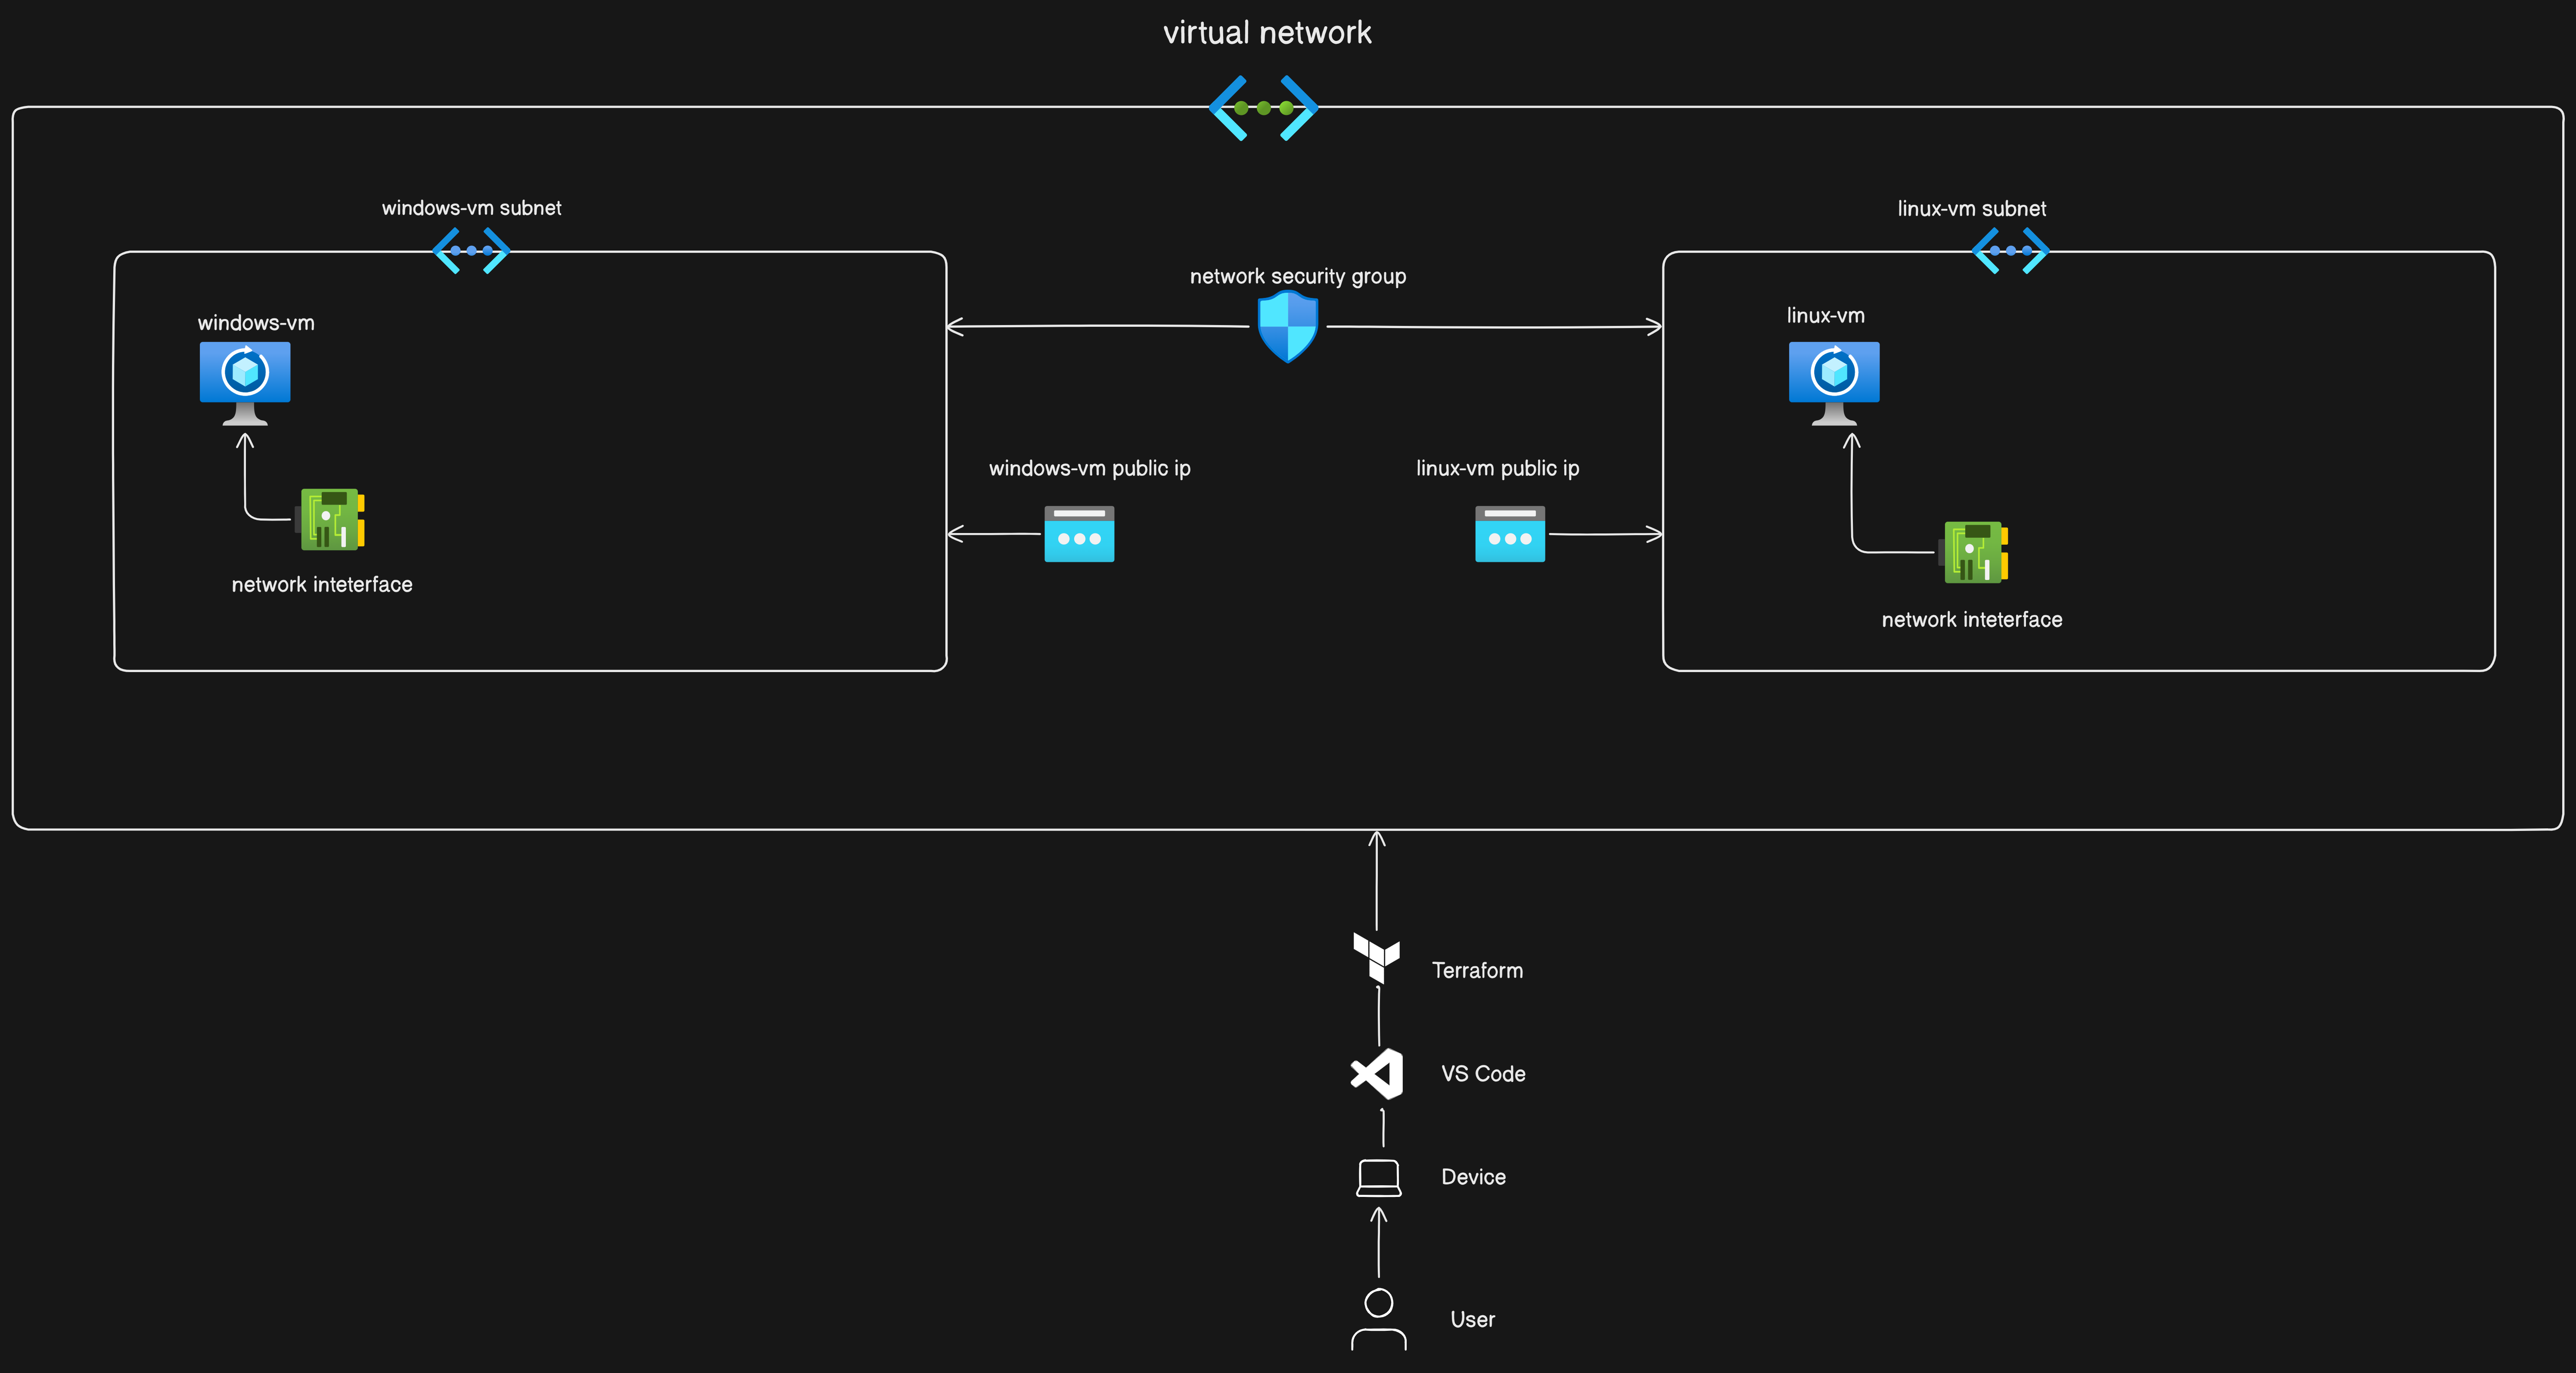 virtual network
windows-vm subnet
linux-vm subnet
network security group
windows-vm
linux-vm
windows-vm public ip
linux-vm public ip
network inteterface
network inteterface
Terraform
VS Code
Device
User